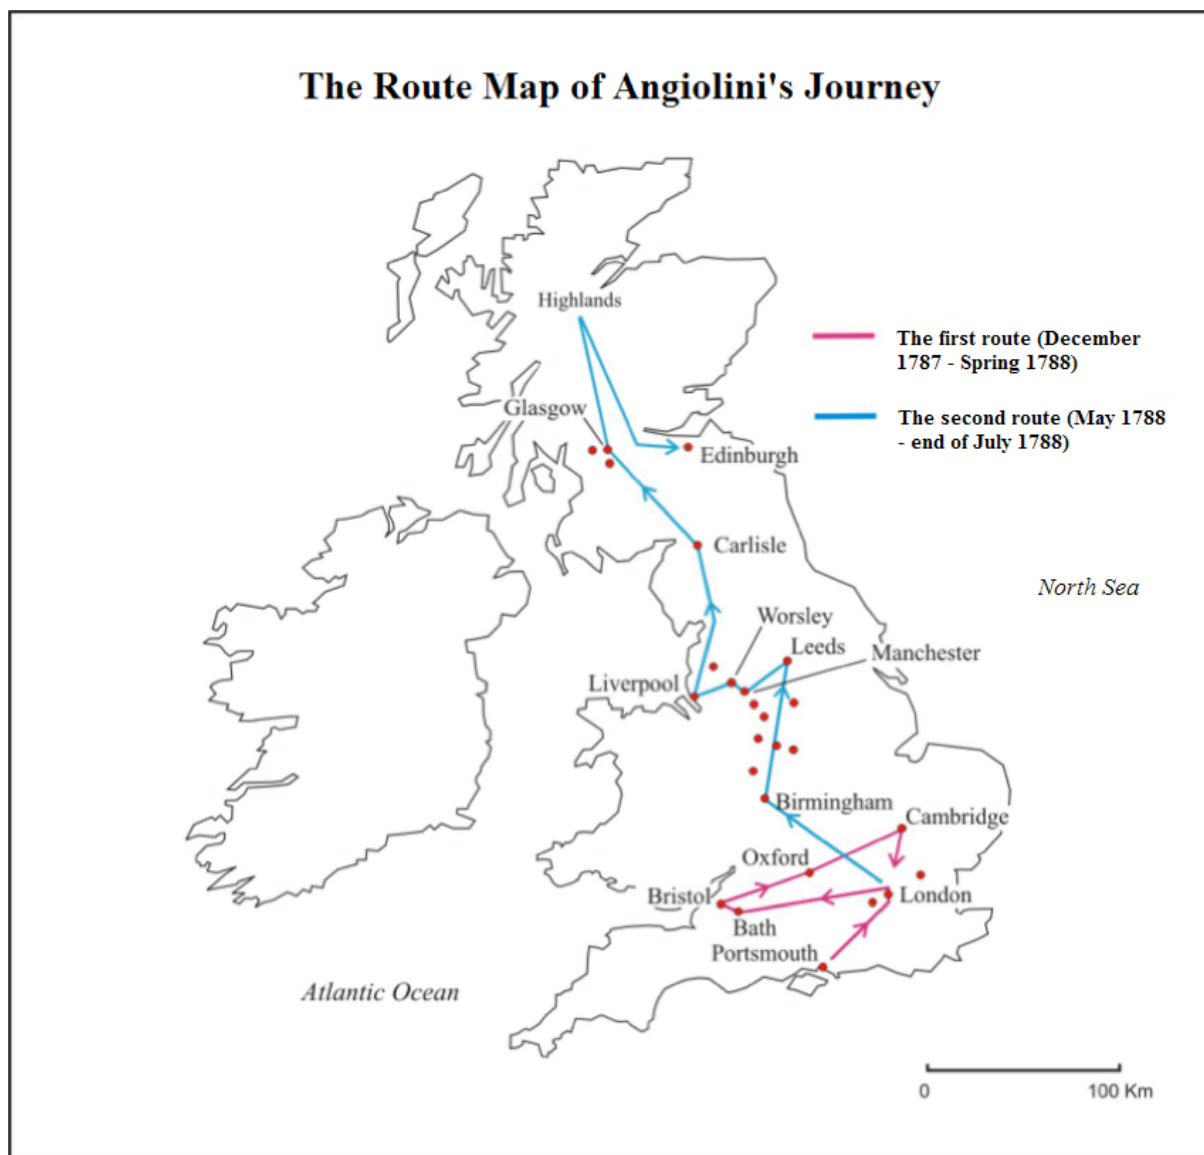 The Route Map of Angiolini's Journey
Highlands
The first route (December
1787 - Spring 1788)
Glasgow
The second route (May 1788
- end of July 1788)
Edinburgh
Carlisle
North Sea
Worsley
Leeds
Manchester
Liverpool
Birmingham
Cambridge
Oxford
Bristol
London
Bath
Portsmouth
Atlantic Ocean
0
100 Km